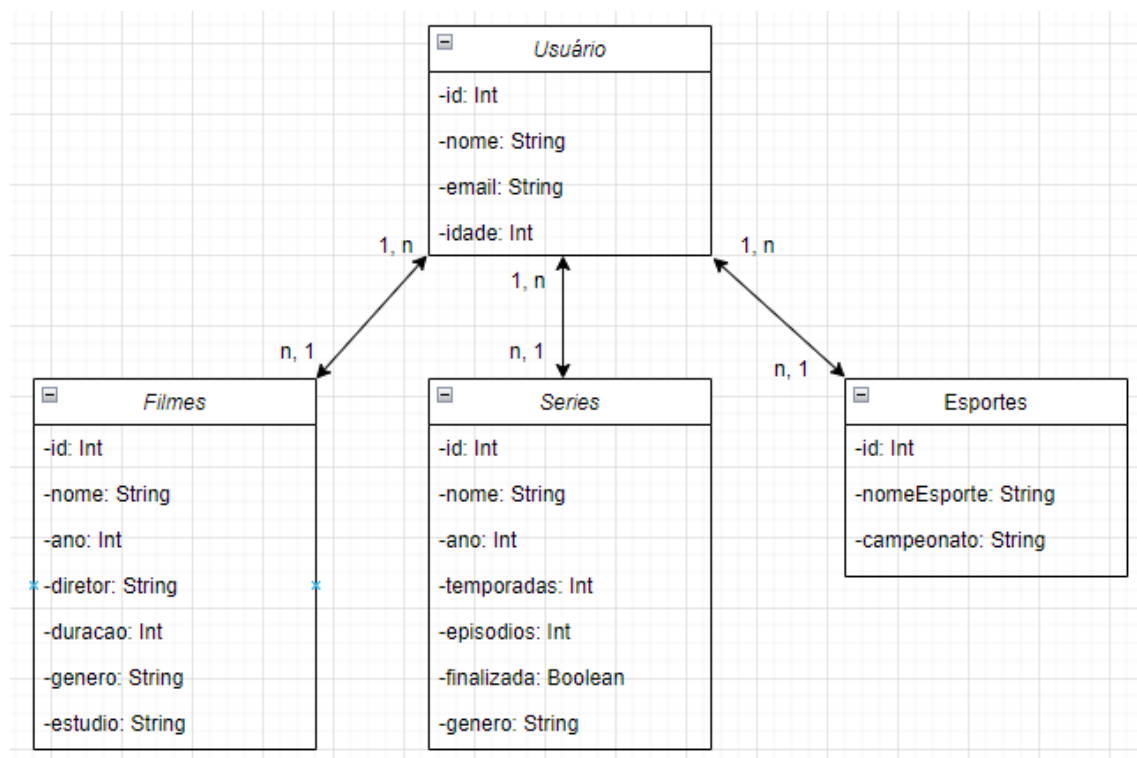 Usuário
-id: Int
-nome: String
-email: String
-idade: Int
1, n
1, n
1, n
n, 1
n, 1
n, 1
Filmes
-id: Int
-nome: String
-ano: Int
-diretor: String
-duracao: Int
-genero: String
-estudio: String
Series
-id: Int
-nome: String
-ano: Int
-temporadas: Int
-episodios: Int
-finalizada: Boolean
-genero: String
Esportes
-id: Int
-nomeEsporte: String
-campeonato: String